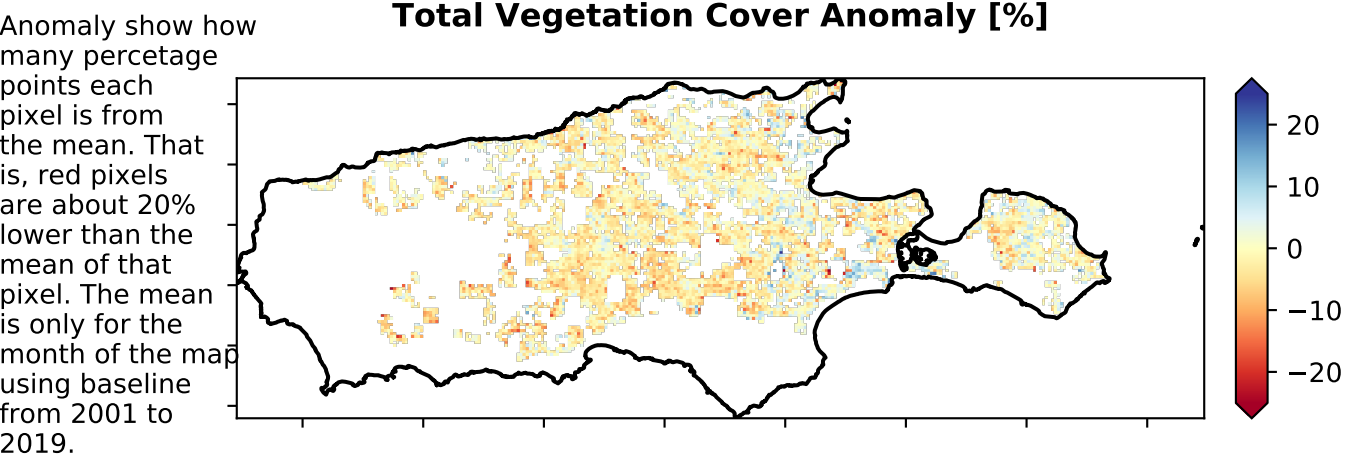 Total Vegetation Cover Anomaly [%]
Anomaly show how
many percetage
points each
pixel is from
the mean. That
is, red pixels
are about 20%
lower than the
mean of that
pixel. The mean
is only for the
month of the map
using baseline
from 2001 to
2019.
20
10
0
−10
−20